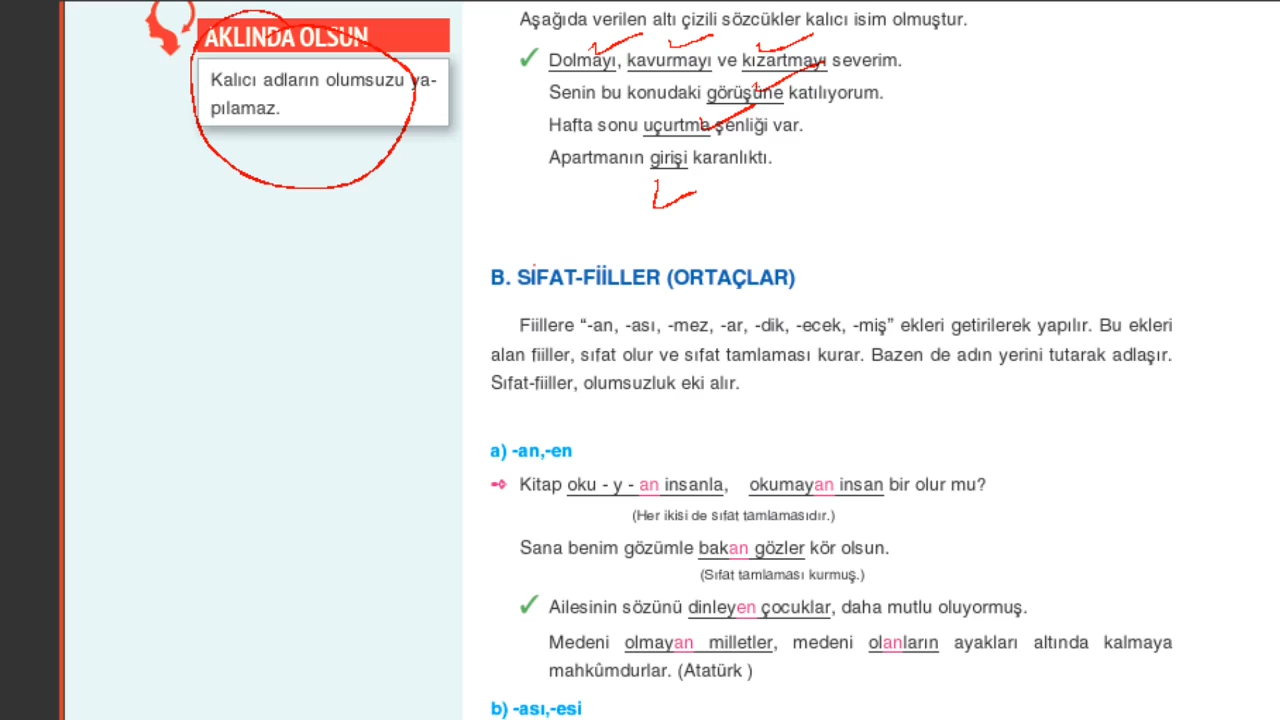 AKLINDA OLSUN
Kalıcı adların olumsuzu ya-
pılamaz.
Aşağıda verilen altı çizili sözcükler kalıcı isim olmuştur.
Dolmayı, kavurmayı ve kızartmayı severim.
Senin bu konudaki görüşüne katılıyorum.
Hafta sonu uçurtma şenliği var.
Apartmanın girişi karanlıktı.
B. SİFAT-FİİLLER (ORTAÇLAR)
Fiillere “-an, -ası, -mez, -ar, -dik, -ecek, -miş” ekleri getirilerek yapılır. Bu ekleri
alan fiiller, sıfat olur ve sıfat tamlaması kurar. Bazen de adın yerini tutarak adlaşır.
Sıfat-fiiller, olumsuzluk eki alır.
a) -an,-en
Kitap oku - y - an insanla, okumayan insan bir olur mu?
(Her ikisi de sıfat tamlamasıdır.)
Sana benim gözümle bakan gözler kör olsun.
(Sıfat tamlaması kurmuş.)
Ailesinin sözünü dinleyen çocuklar, daha mutlu oluyormuş.
Medeni olmayan milletler, medeni olanların ayakları altında kalmaya
mahkûmdurlar. (Atatürk )
b) -ası,-esi